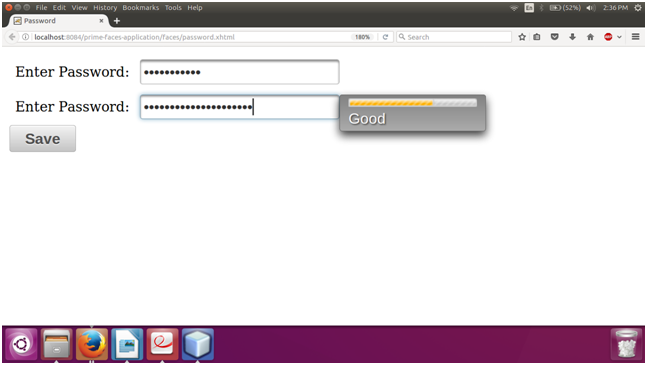 File Edit View History Bookmarks Tools Help
En (52%) 2:36 PM
Password
localhost:8084/prime-faces-application/faces/password.xhtml 180% Search
ABP
Enter Password: •••••••••••
Enter Password: •••••••••••••••••••••
Good
Save